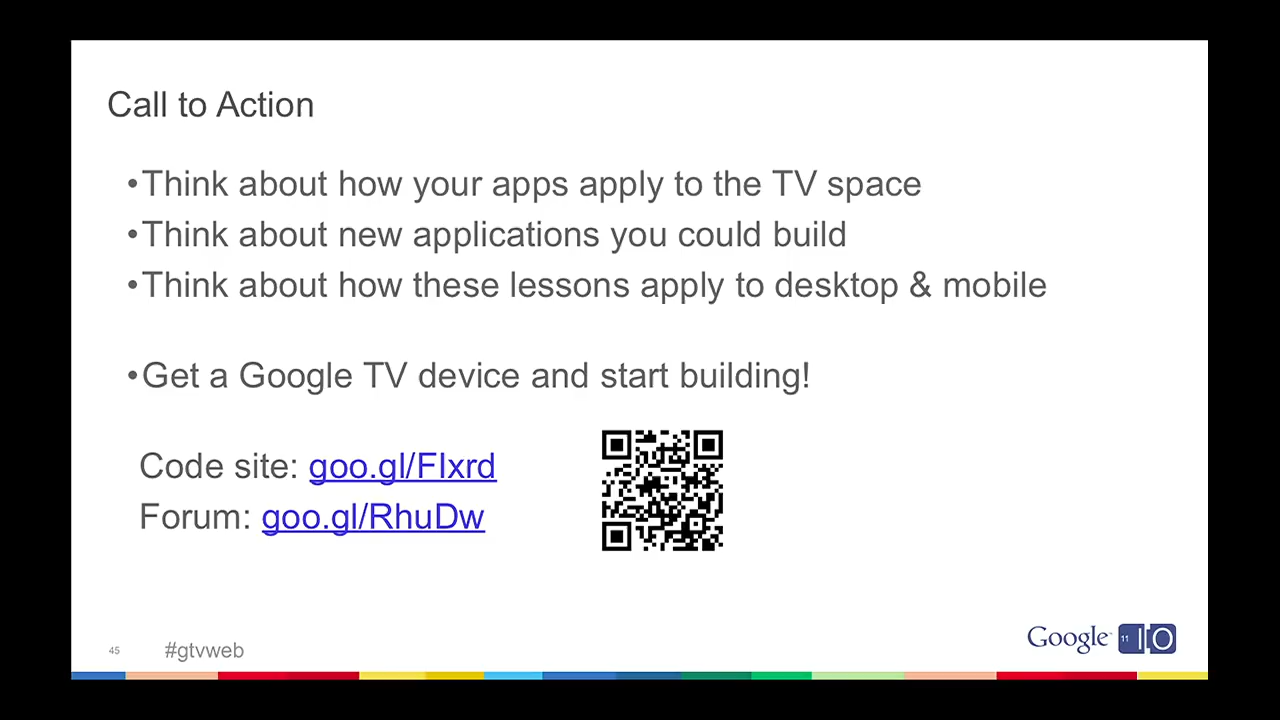 Call to Action
•Think about how your apps apply to the TV space
•Think about new applications you could build
•Think about how these lessons apply to desktop & mobile
•Get a Google TV device and start building!
Code site: goo.gl/FIxrd
Forum: goo.gl/RhuDw
45 #gtvweb
Google 11 IO